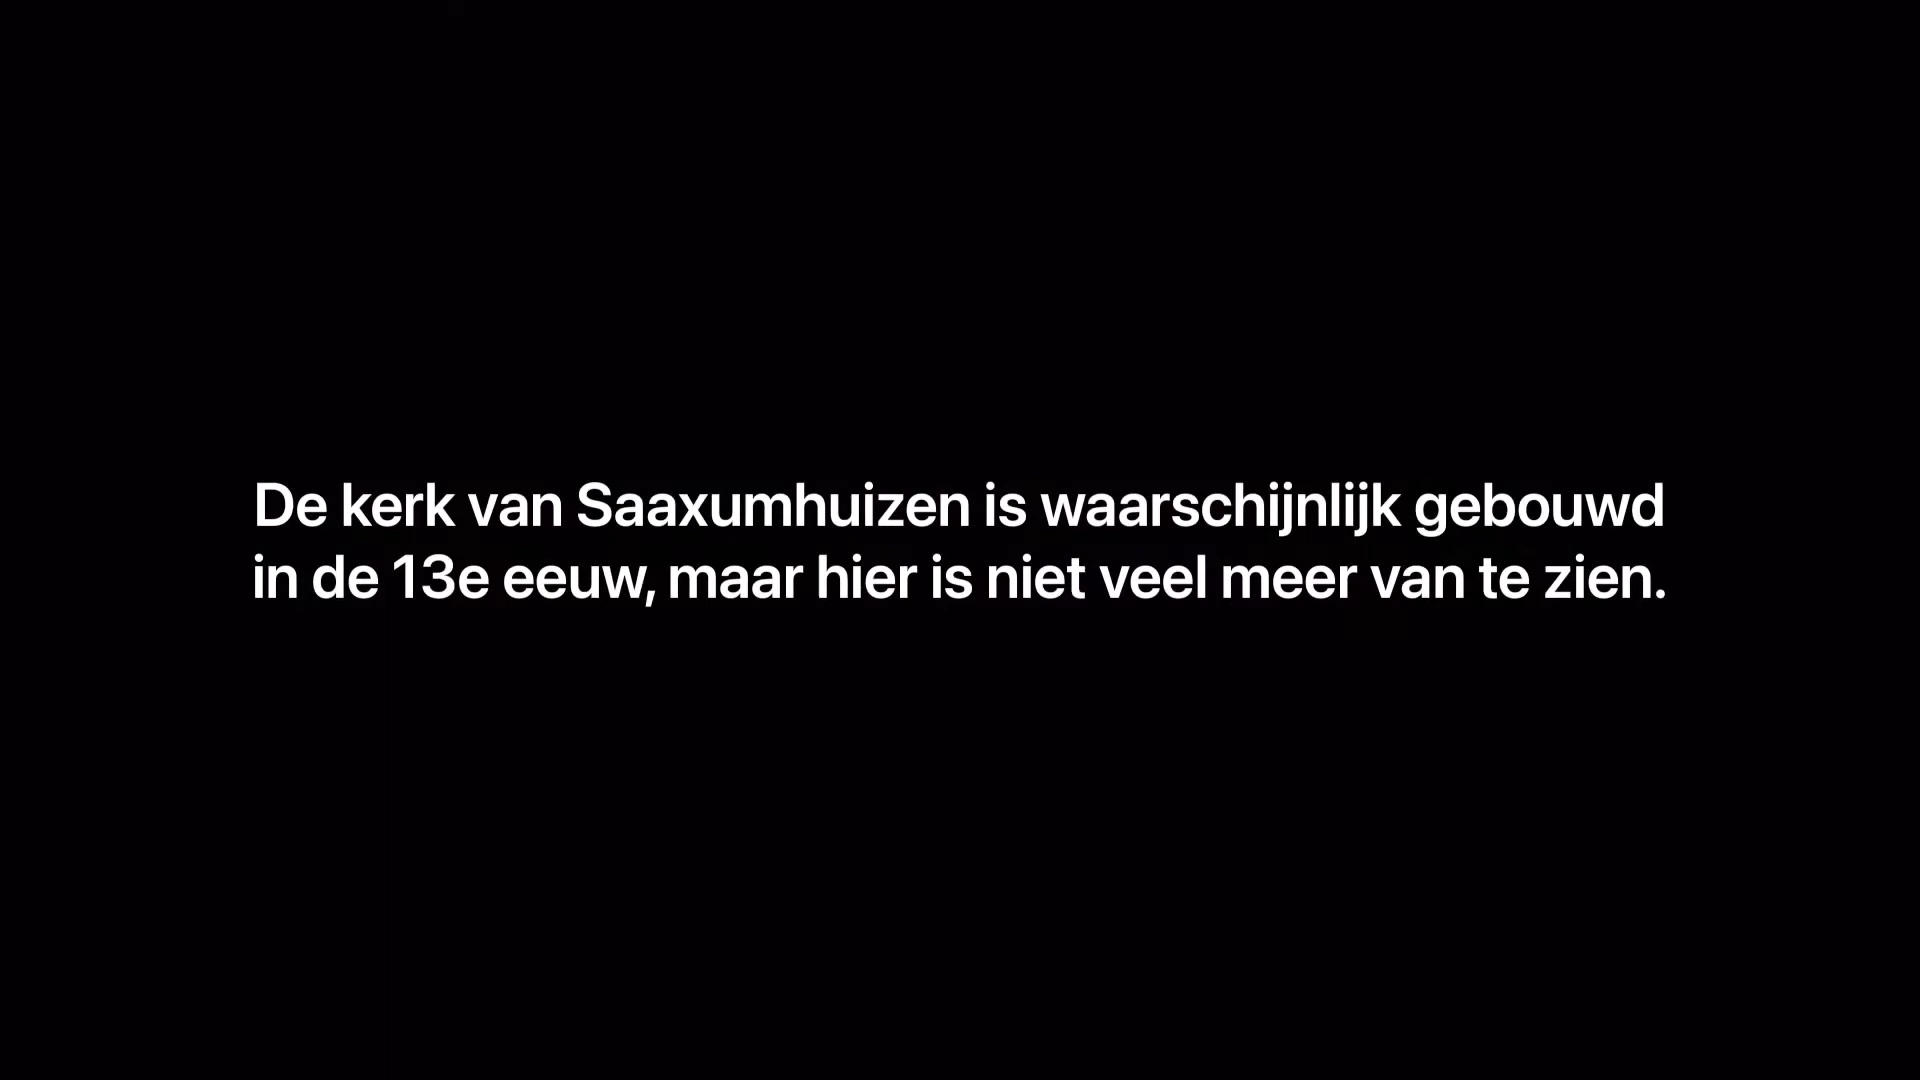 De kerk van Saaxumhuizen is waarschijnlijk gebouwd
in de 13e eeuw, maar hier is niet veel meer van te zien.